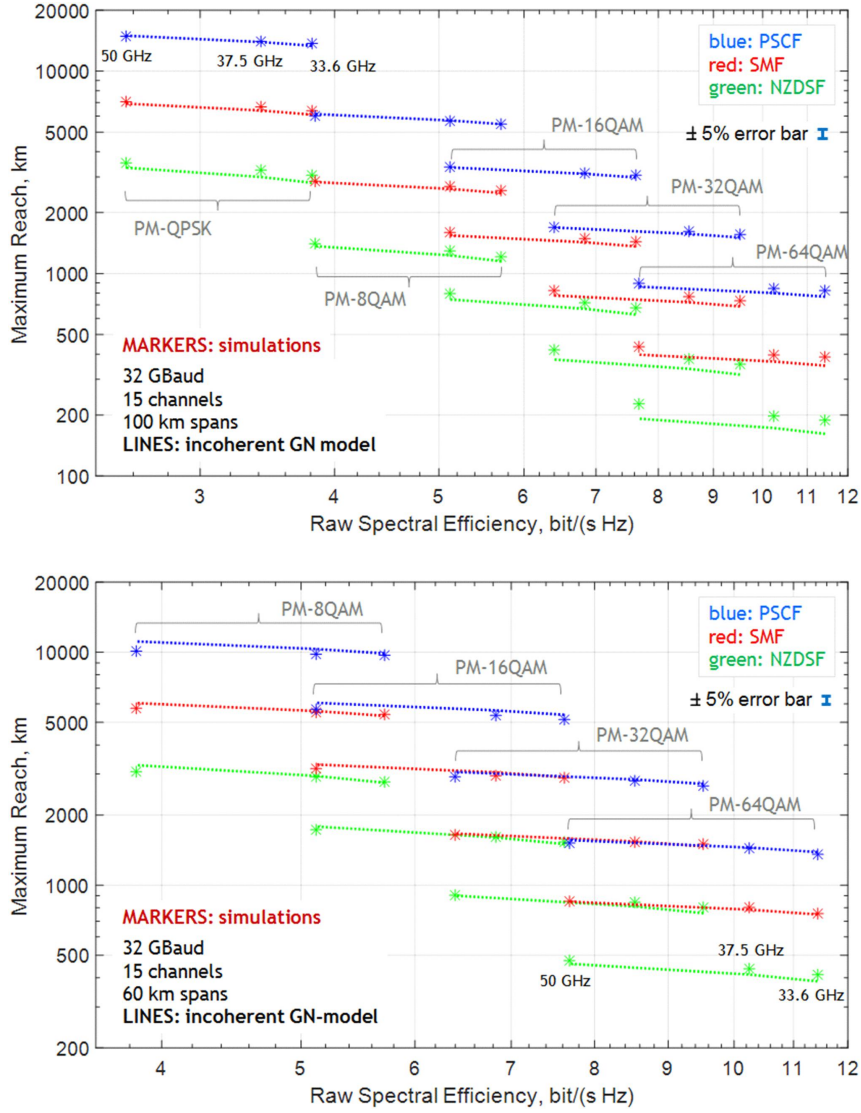 20000
10000
5000
2000
1000
500
200
100
Maximum Reach, km
50 GHz
37.5 GHz
33.6 GHz
blue: PSCF
red: SMF
green: NZDSF
± 5% error bar
PM-16QAM
PM-32QAM
PM-QPSK
PM-64QAM
PM-8QAM
MARKERS: simulations
32 GBaud
15 channels
100 km spans
LINES: incoherent GN model
3 4 5 6 7 8 9 10 11 12
Raw Spectral Efficiency, bit/(s Hz)
20000
10000
5000
2000
1000
500
200
Maximum Reach, km
PM-8QAM
blue: PSCF
red: SMF
green: NZDSF
PM-16QAM
± 5% error bar
PM-32QAM
PM-64QAM
MARKERS: simulations
32 GBaud
15 channels
60 km spans
LINES: incoherent GN-model
37.5 GHz
50 GHz
33.6 GHz
4 5 6 7 8 9 10 11 12
Raw Spectral Efficiency, bit/(s Hz)